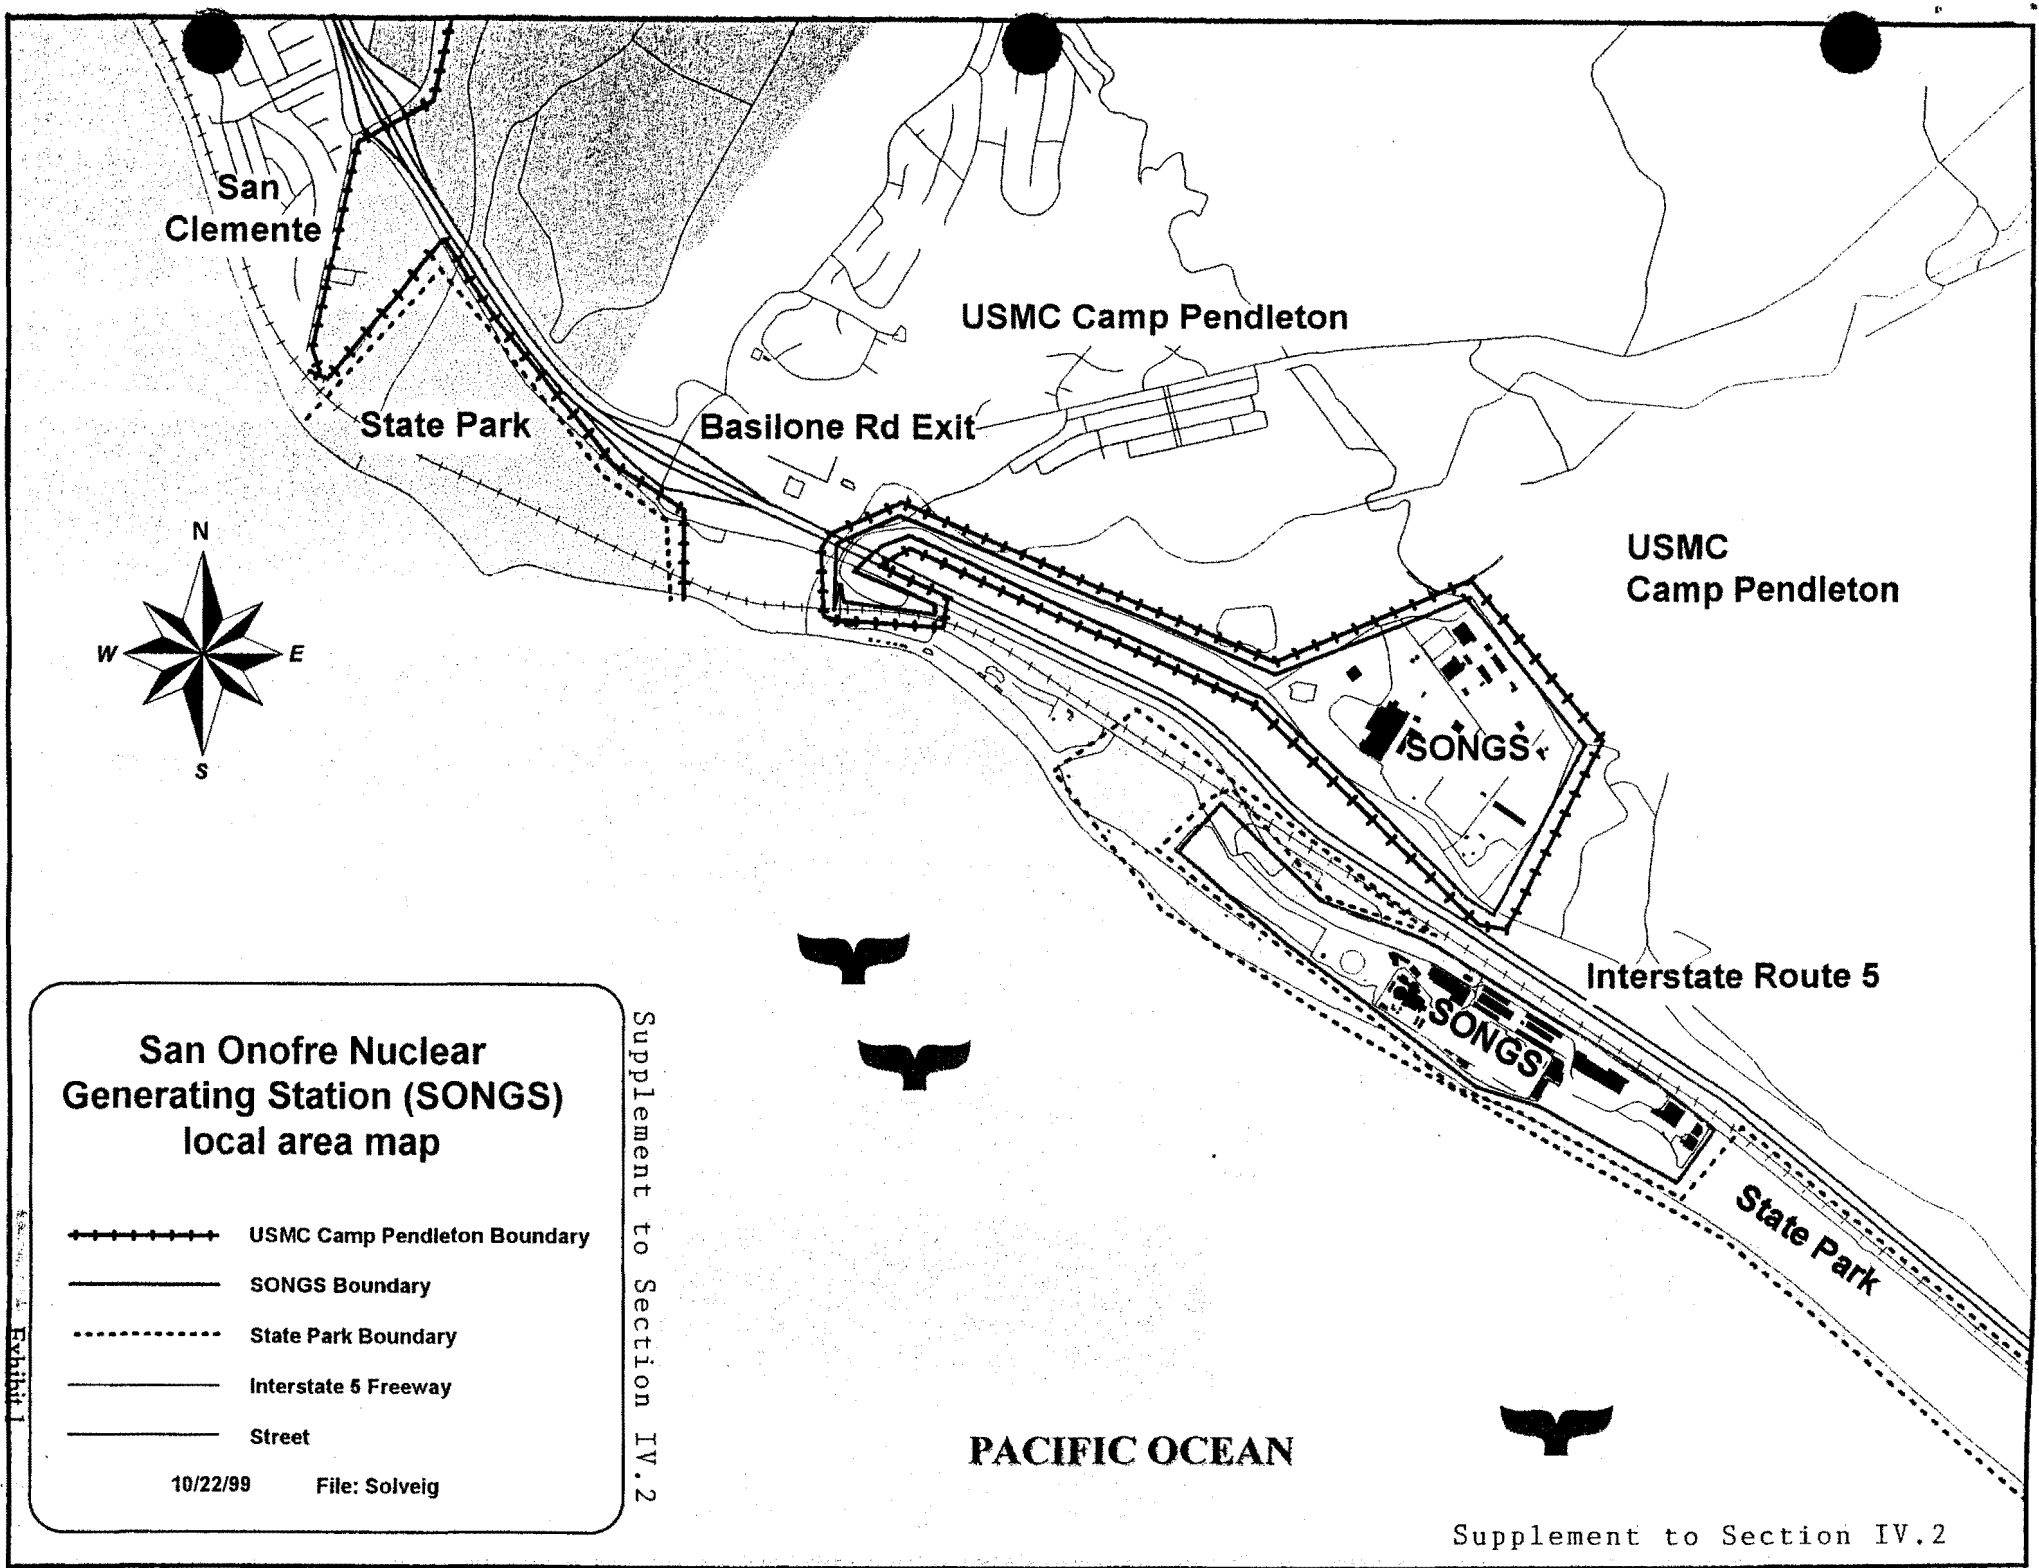 San
Clemente
USMC Camp Pendleton
State Park
Basilone Rd Exit
N
W
E
S
USMC
Camp Pendleton
SONGS
Interstate Route 5
SONGS
State Park
San Onofre Nuclear
Generating Station (SONGS)
local area map
USMC Camp Pendleton Boundary
SONGS Boundary
State Park Boundary
Interstate 5 Freeway
Street
10/22/99 File: Solveig
Supplement to Section IV.2
Exhibit 1
PACIFIC OCEAN
Supplement to Section IV.2